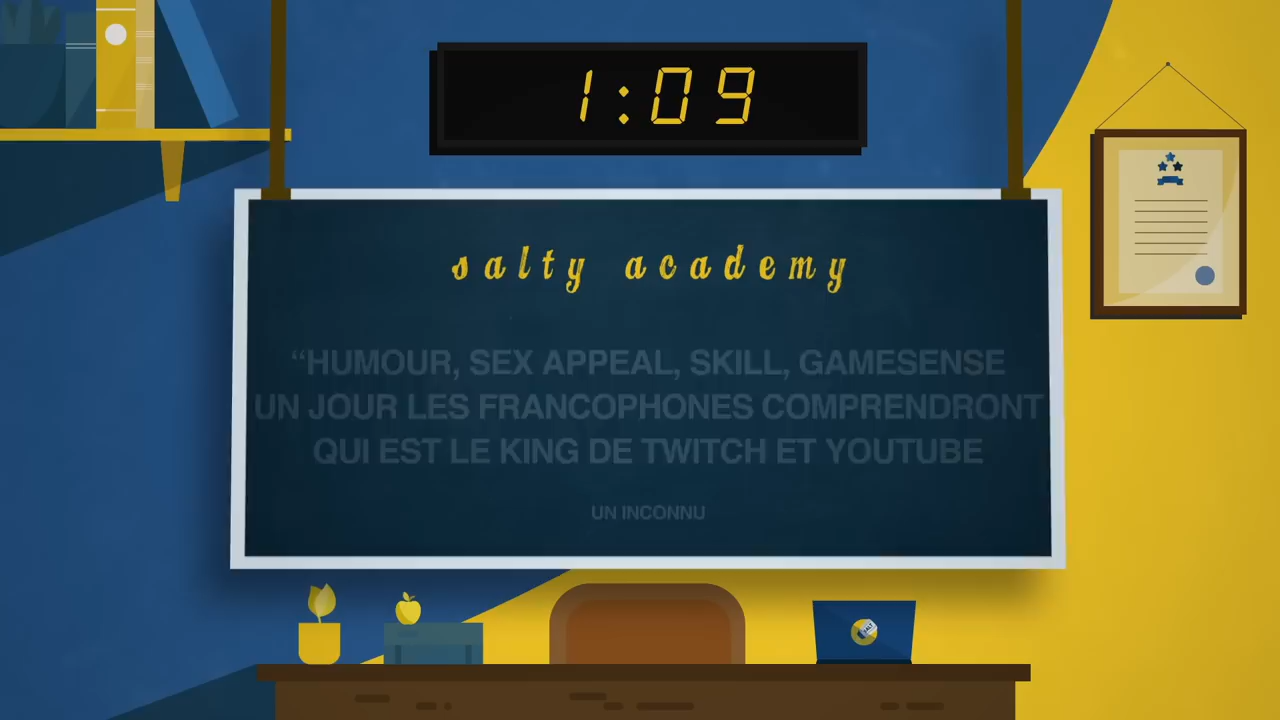 1:09
salty academy
“HUMOUR, SEX APPEAL, SKILL, GAMESENSE
UN JOUR LES FRANCOPHONES COMPRENDRONT
QUI EST LE KING DE TWITCH ET YOUTUBE
UN INCONNU
SALT